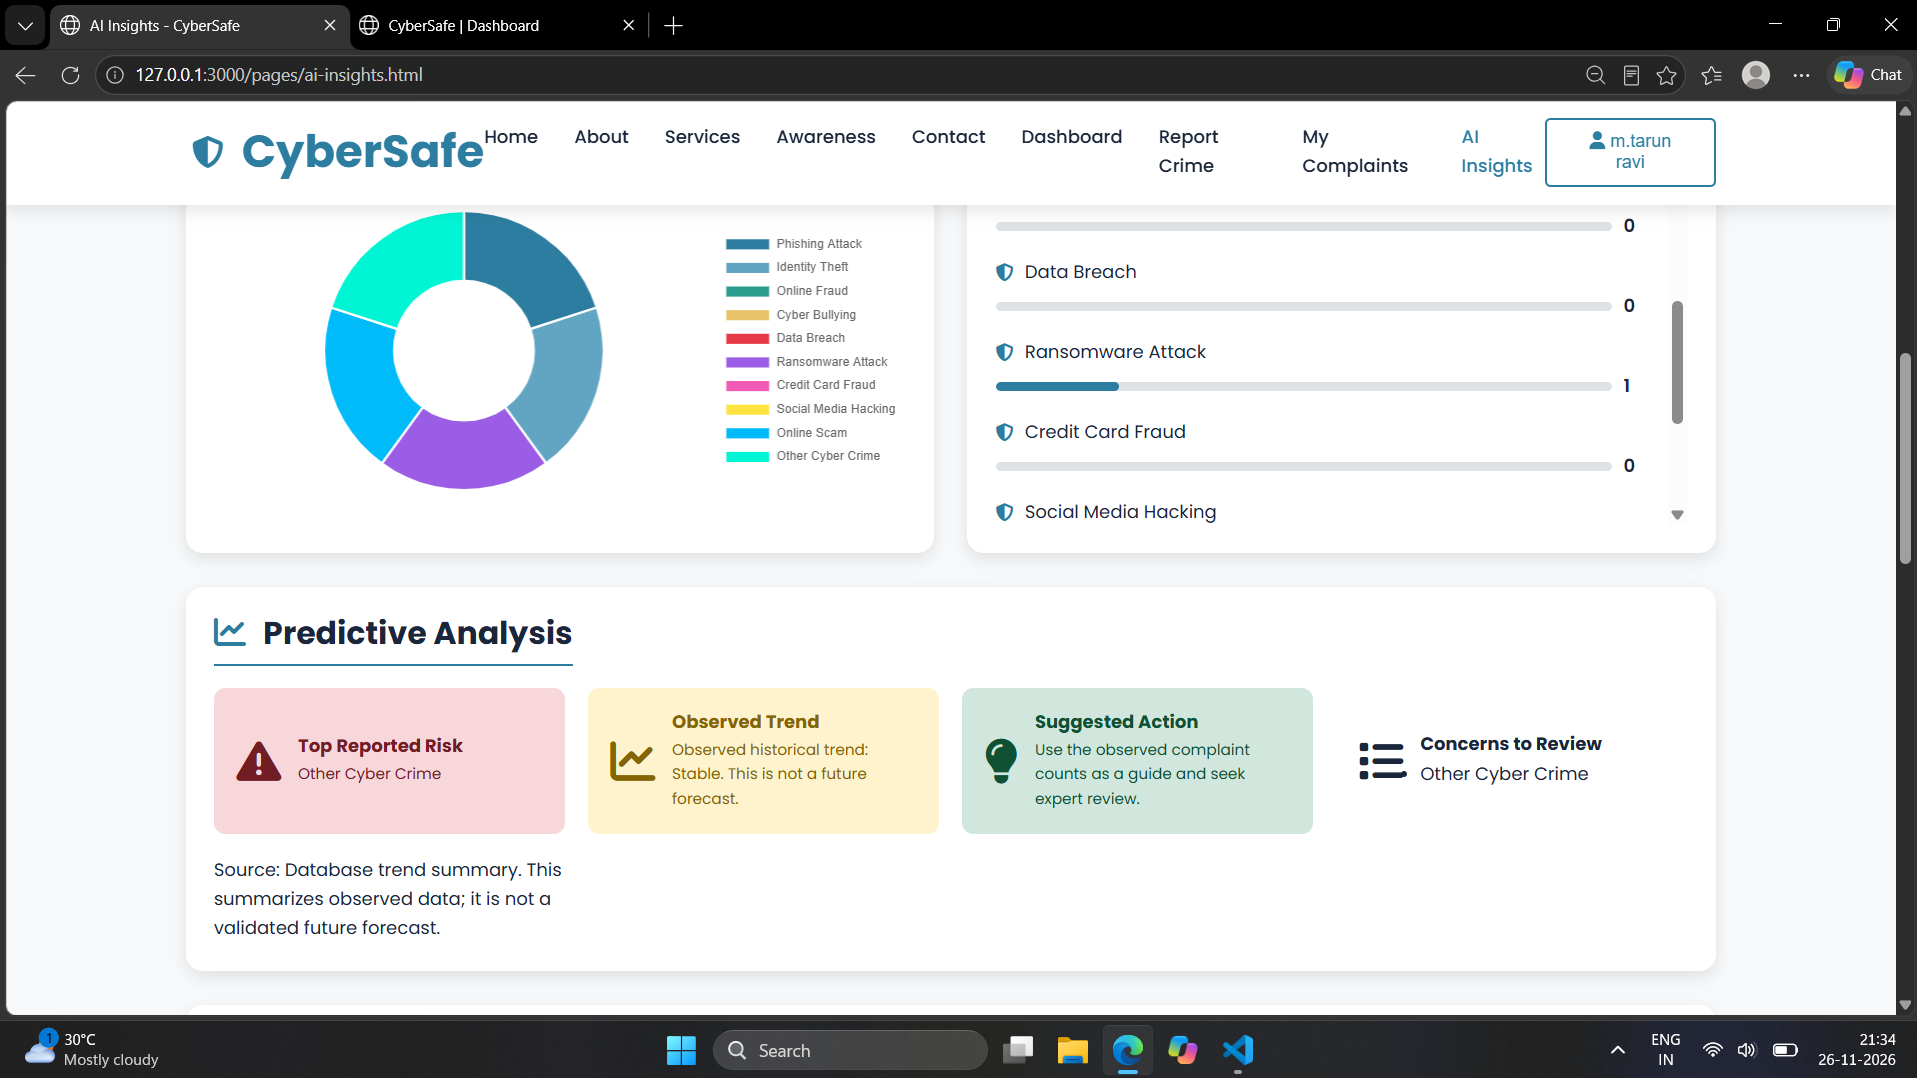 AI Insights - CyberSafe
CyberSafe | Dashboard
127.0.0.1:3000/pages/ai-insights.html
Chat
CyberSafe
Home
About
Services
Awareness
Contact
Dashboard
Report
Crime
My
Complaints
AI
Insights
m.tarun
ravi
Phishing Attack
Identity Theft
Online Fraud
Cyber Bullying
Data Breach
Ransomware Attack
Credit Card Fraud
Social Media Hacking
Online Scam
Other Cyber Crime
0
Data Breach
0
Ransomware Attack
1
Credit Card Fraud
0
Social Media Hacking
Predictive Analysis
Top Reported Risk
Other Cyber Crime
Observed Trend
Observed historical trend:
Stable. This is not a future
forecast.
Suggested Action
Use the observed complaint
counts as a guide and seek
expert review.
Concerns to Review
Other Cyber Crime
Source: Database trend summary. This
summarizes observed data; it is not a
validated future forecast.
1
30°C
Mostly cloudy
Search
ENG
IN
21:34
26-11-2026